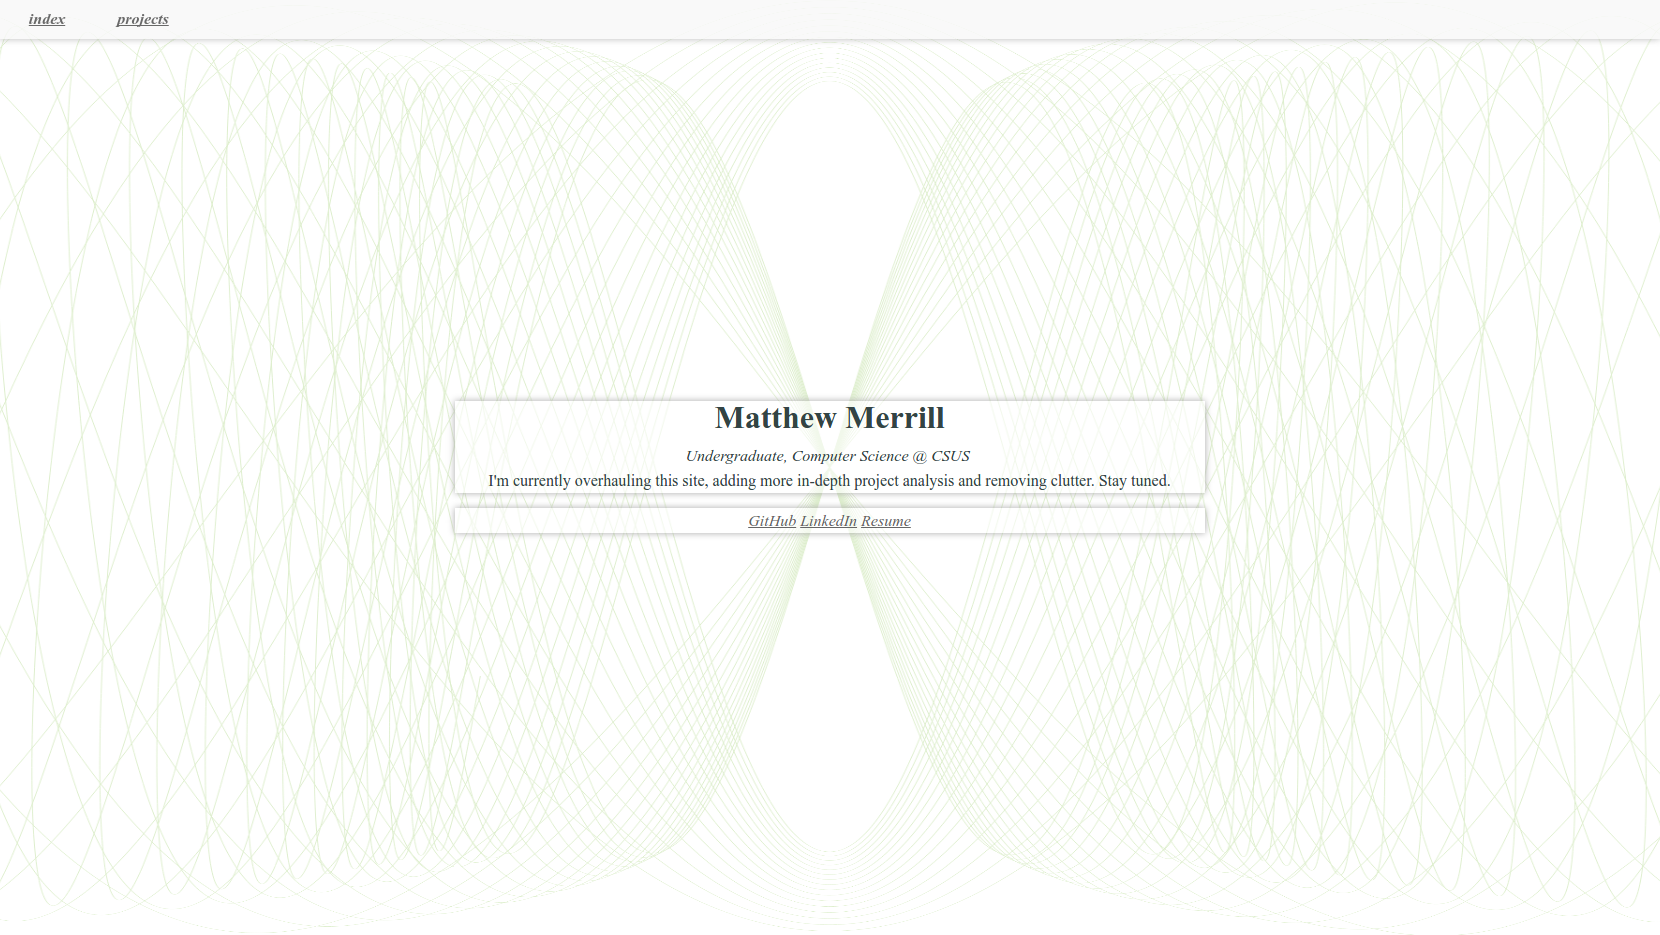 index projects
Matthew Merrill
Undergraduate, Computer Science @ CSUS
I'm currently overhauling this site, adding more in-depth project analysis and removing clutter. Stay tuned.
GitHub LinkedIn Resume